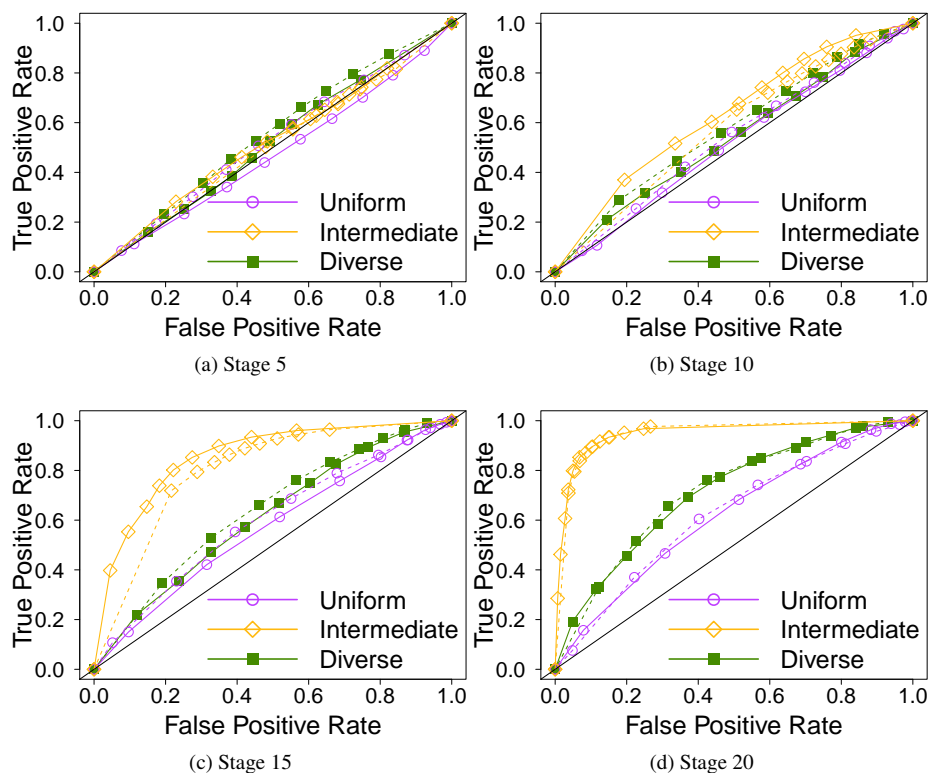 1.0
0.8
0.6
0.4
0.2
0.0
True Positive Rate
Uniform
Intermediate
Diverse
0.0 0.2 0.4 0.6 0.8 1.0
False Positive Rate
(a) Stage 5
1.0
0.8
0.6
0.4
0.2
0.0
True Positive Rate
Uniform
Intermediate
Diverse
0.0 0.2 0.4 0.6 0.8 1.0
False Positive Rate
(b) Stage 10
1.0
0.8
0.6
0.4
0.2
0.0
True Positive Rate
Uniform
Intermediate
Diverse
0.0 0.2 0.4 0.6 0.8 1.0
False Positive Rate
(c) Stage 15
1.0
0.8
0.6
0.4
0.2
0.0
True Positive Rate
Uniform
Intermediate
Diverse
0.0 0.2 0.4 0.6 0.8 1.0
False Positive Rate
(d) Stage 20